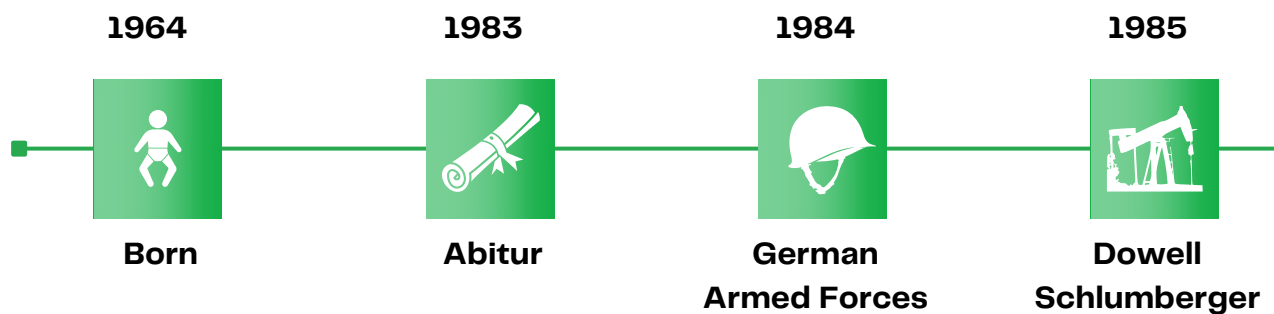 1964 1983 1984 1985
Born Abitur German Dowell
Armed Forces Schlumberger